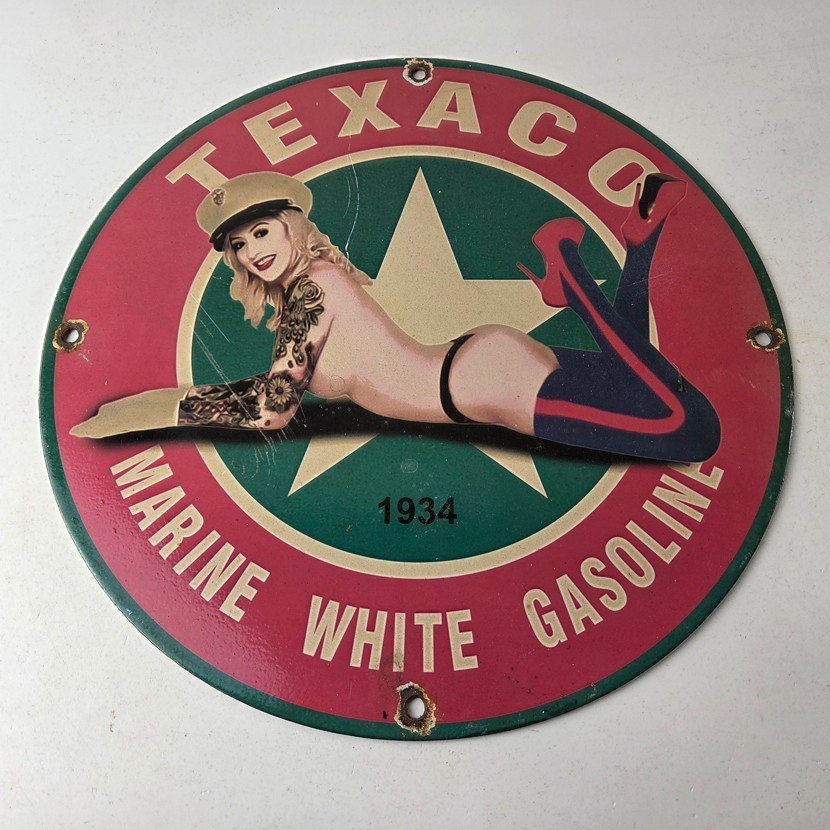 TEXACO
1934
MARINE WHITE GASOLINE